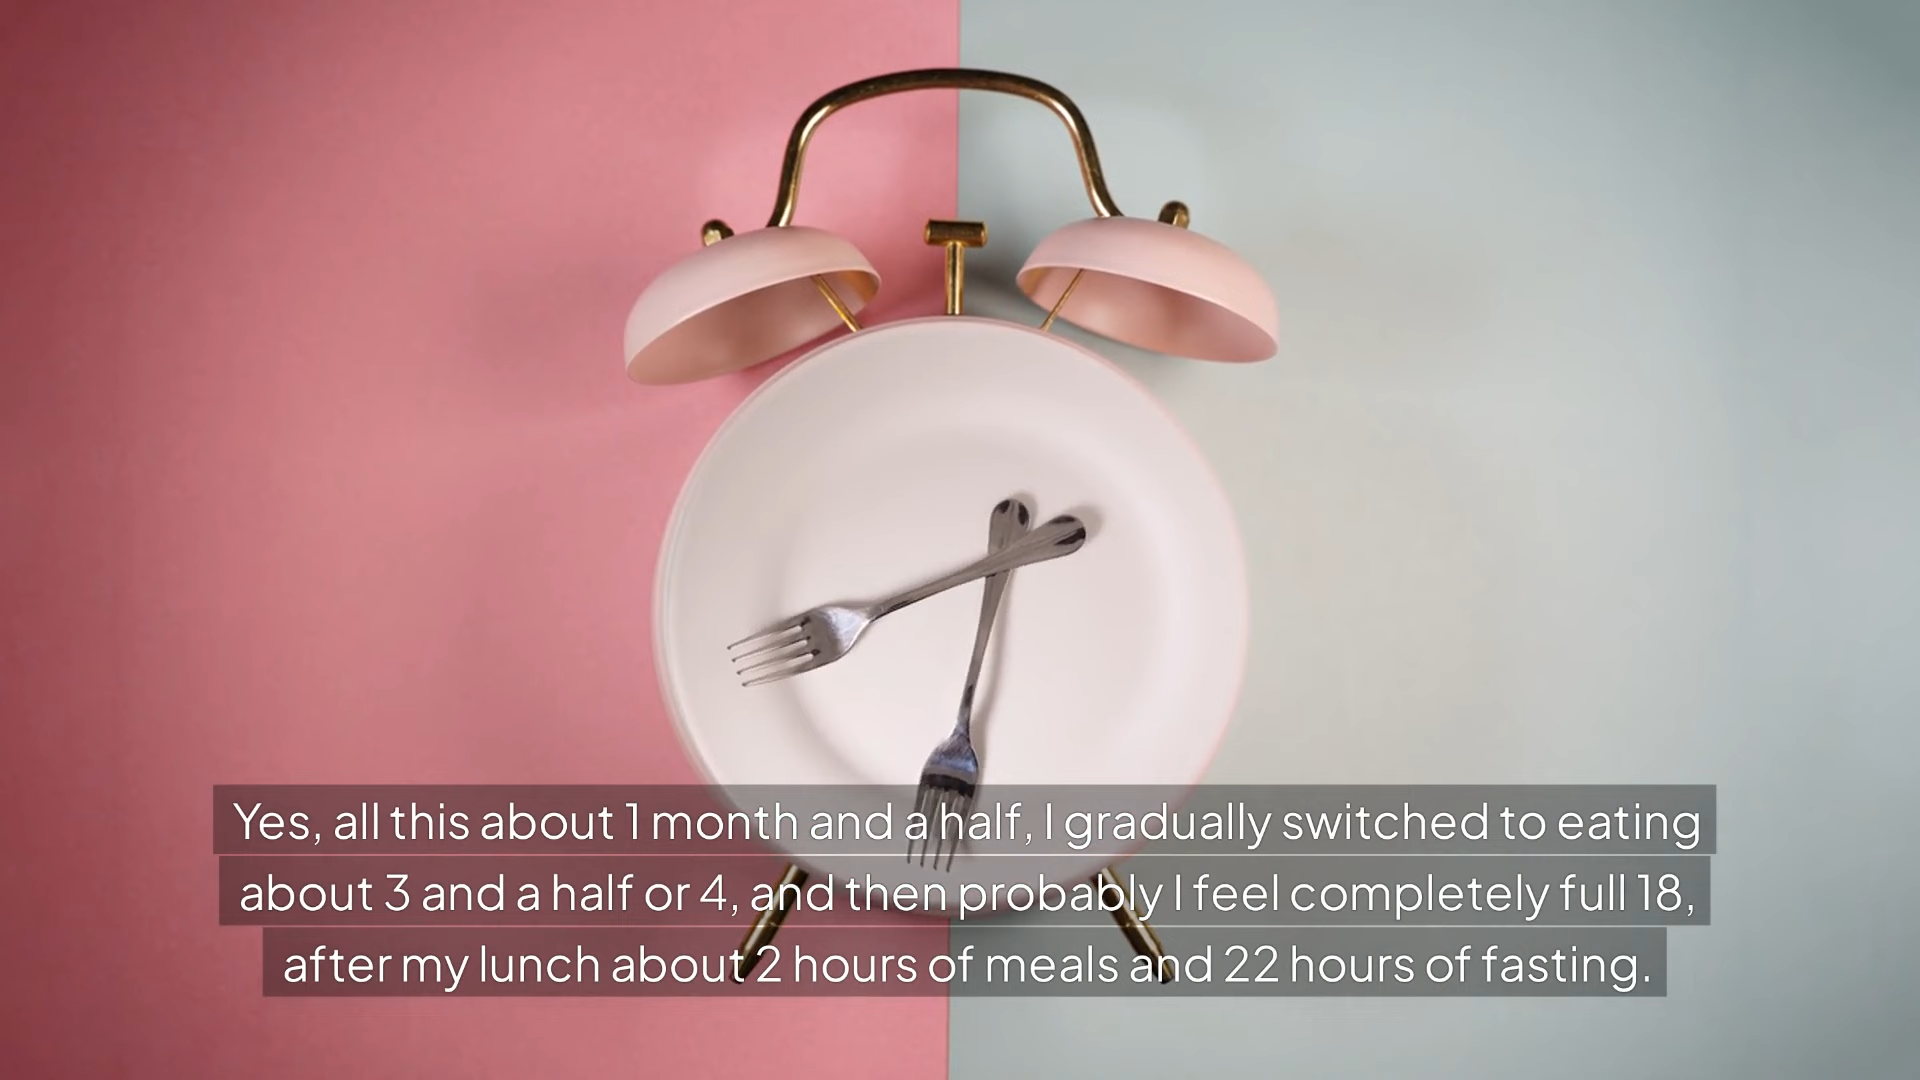 Yes, all this about 1 month and a half, I gradually switched to eating
about 3 and a half or 4, and then probably I feel completely full 18,
after my lunch about 2 hours of meals and 22 hours of fasting.